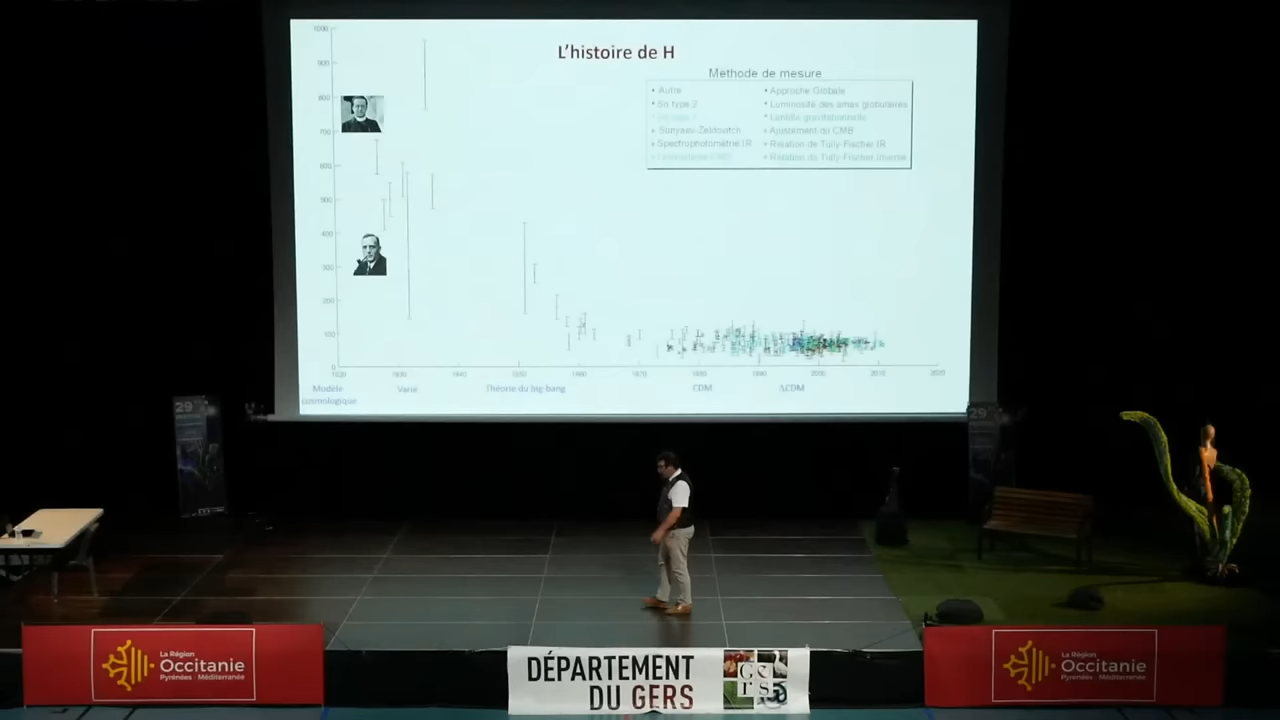 L'histoire de H
Méthode de mesure
Autre
Sn type 2
Sunyaev-Zeldovitch
Spectrophotométrie IR
Approche Globale
Luminosité des amas globulaires
Lentille gravitationnelle
Ajustement du CMB
Relation de Tully-Fischer IR
Relation de Tully-Fischer inverse
1000
900
800
700
600
500
400
300
200
100
0
1920 1930 1940 1950 1960 1970 1980 1990 2000 2010 2020
Modèle
cosmologique
Varié
Théorie du big-bang
CDM
ΛCDM
29
29
La Région
Occitanie
Pyrénées - Méditerranée
DÉPARTEMENT
DU GERS
Gers
La Région
Occitanie
Pyrénées - Méditerranée